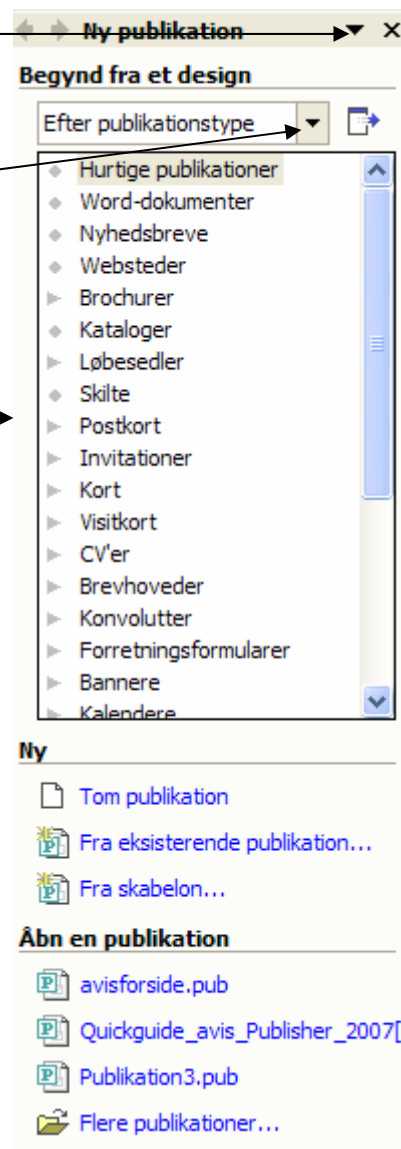 Ny publikation
Begynd fra et design
Efter publikationstype
Hurtige publikationer
Word-dokumenter
Nyhedsbreve
Websteder
Brochurer
Kataloger
Løbesedler
Skilte
Postkort
Invitationer
Kort
Visitkort
CV'er
Brevhoveder
Konvolutter
Forretningsformularer
Bannere
Kalendere
Ny
Tom publikation
Fra eksisterende publikation...
Fra skabelon...
Åbn en publikation
avisforside.pub
Quickguide_avis_Publisher_2007[
Publikation3.pub
Flere publikationer...